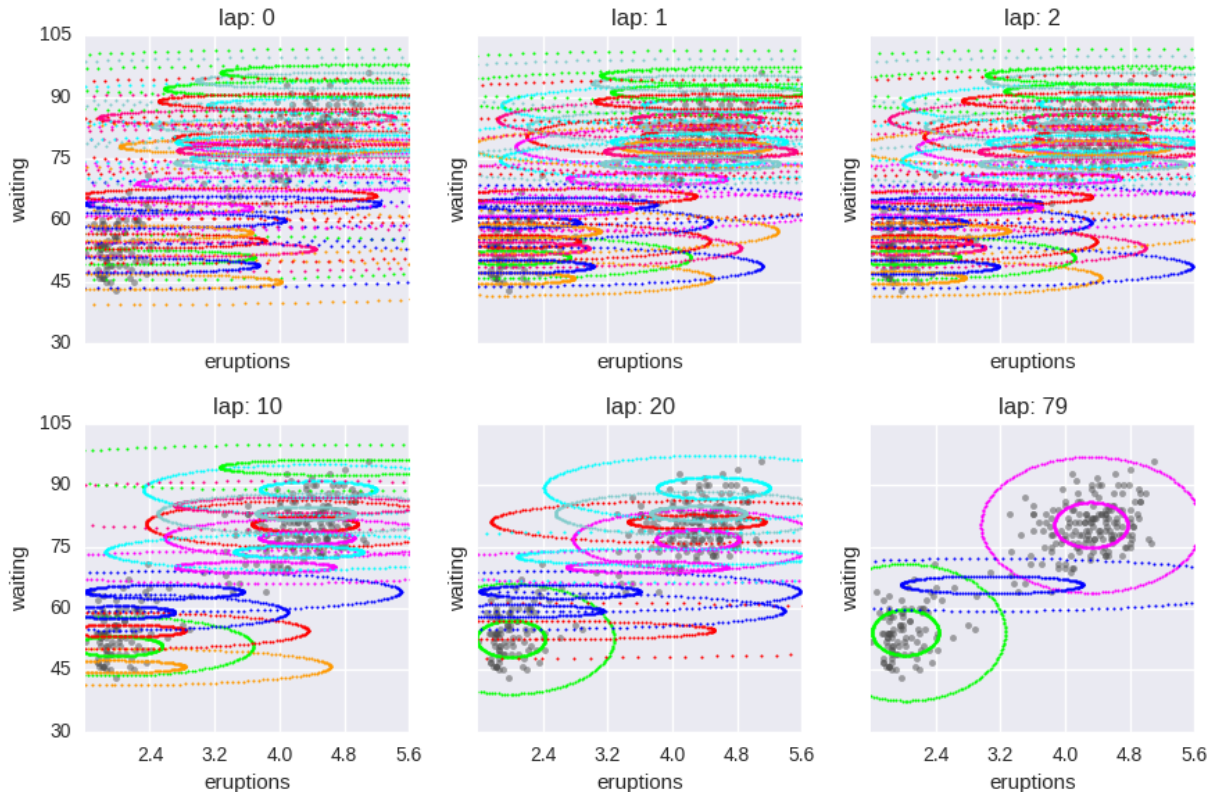 lap: 0
lap: 1
lap: 2
105
90
75
60
45
30
waiting
waiting
waiting
eruptions
eruptions
eruptions
lap: 10
lap: 20
lap: 79
105
90
75
60
45
30
waiting
waiting
waiting
2.4 3.2 4.0 4.8 5.6
2.4 3.2 4.0 4.8 5.6
2.4 3.2 4.0 4.8 5.6
eruptions
eruptions
eruptions